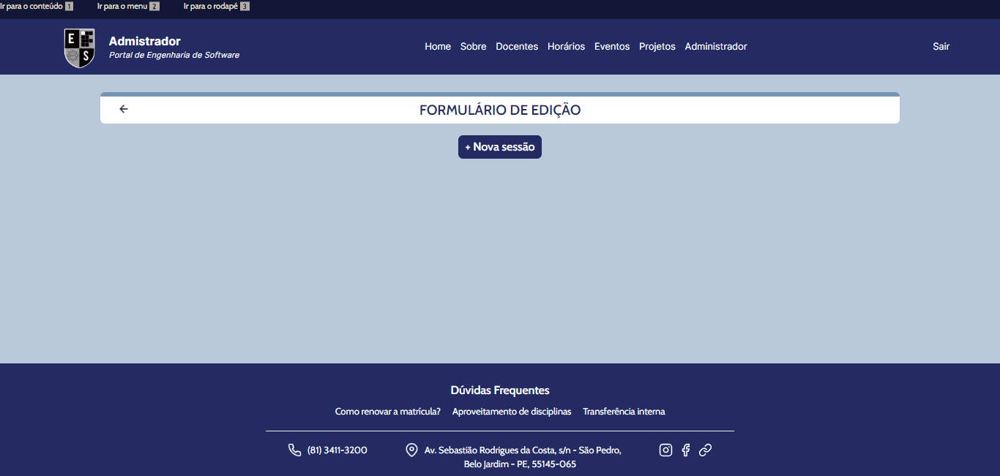 Ir para o conteúdo 1 Ir para o menu 2 Ir para o rodapé 3
E
S
Admistrador
Portal de Engenharia de Software
Home Sobre Docentes Horários Eventos Projetos Administrador Sair
FORMULÁRIO DE EDIÇÃO
+ Nova sessão
Dúvidas Frequentes
Como renovar a matrícula? Aproveitamento de disciplinas Transferência interna
(81) 3411-3200
Av. Sebastião Rodrigues da Costa, s/n - São Pedro,
Belo Jardim - PE, 55145-065